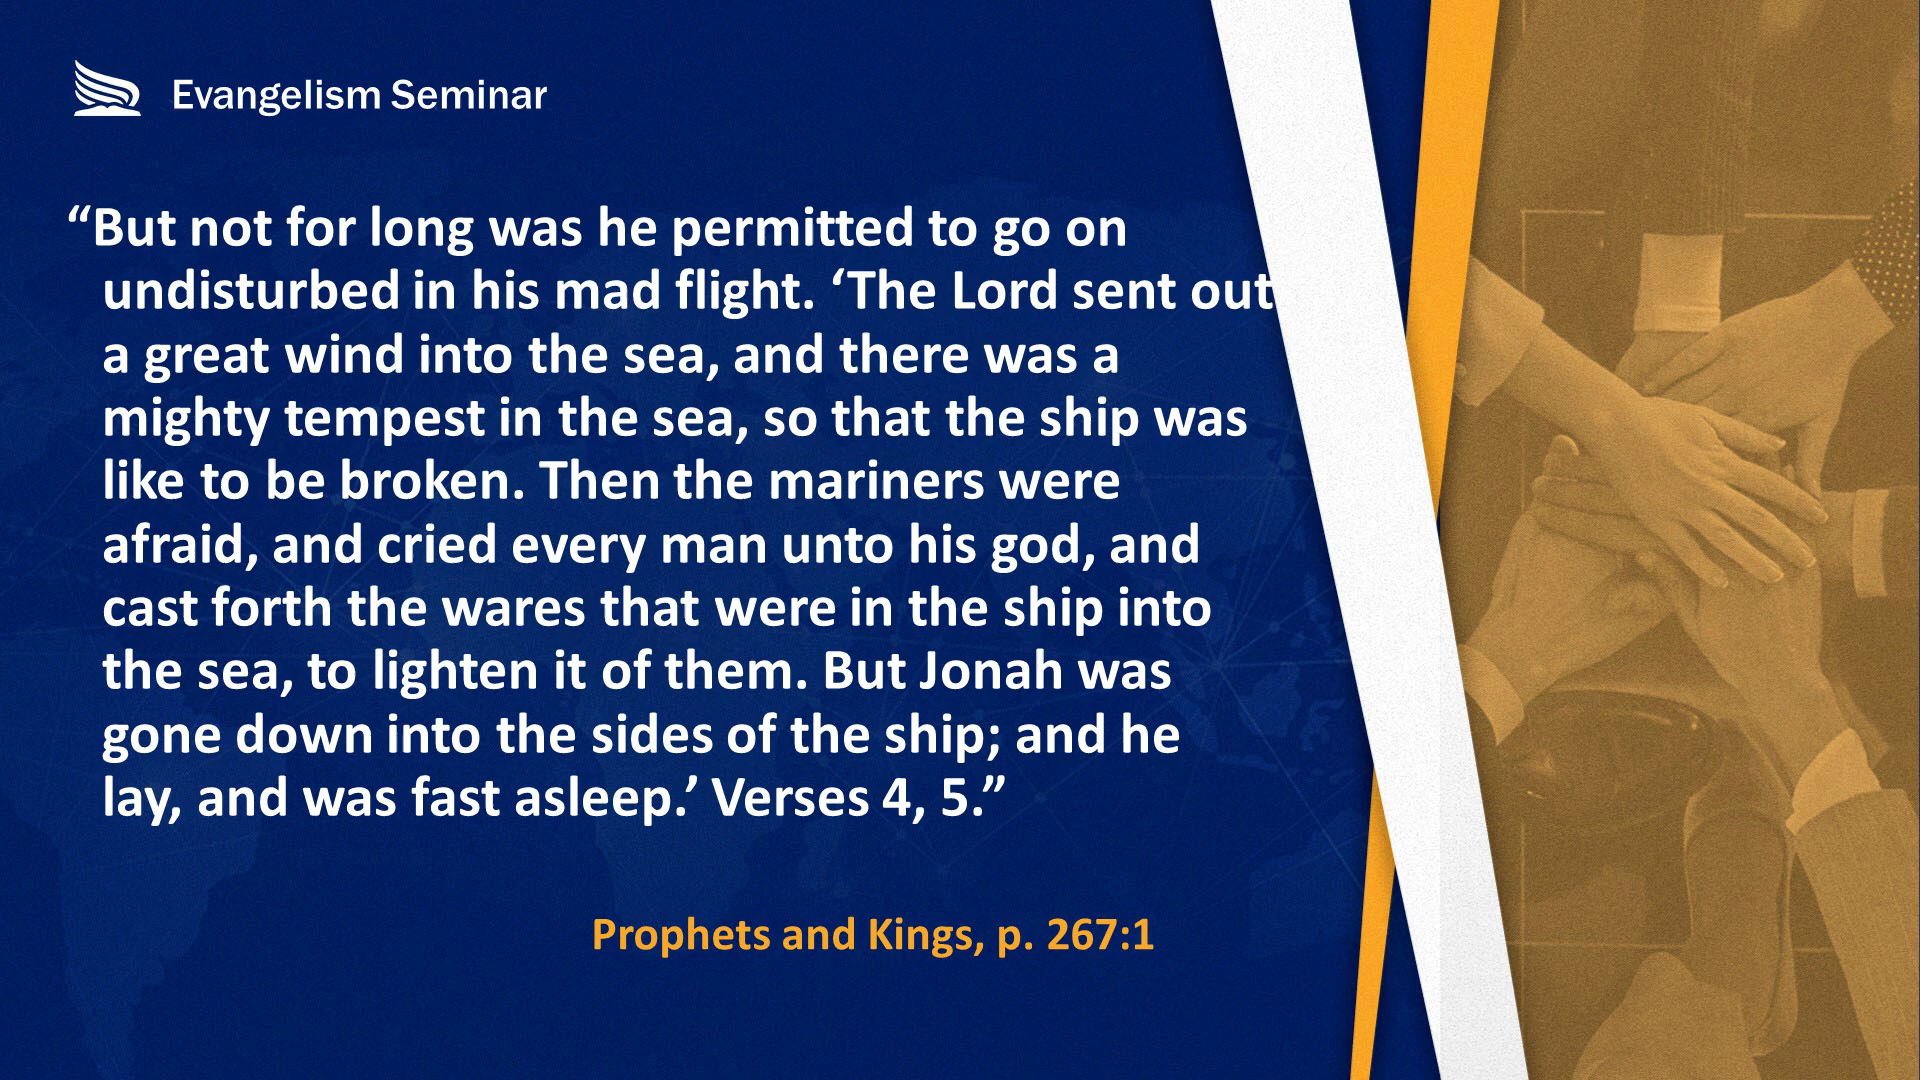 Evangelism Seminar
“But not for long was he permitted to go on
undisturbed in his mad flight. ‘The Lord sent out
a great wind into the sea, and there was a
mighty tempest in the sea, so that the ship was
like to be broken. Then the mariners were
afraid, and cried every man unto his god, and
cast forth the wares that were in the ship into
the sea, to lighten it of them. But Jonah was
gone down into the sides of the ship; and he
lay, and was fast asleep.’ Verses 4, 5.”
Prophets and Kings, p. 267:1